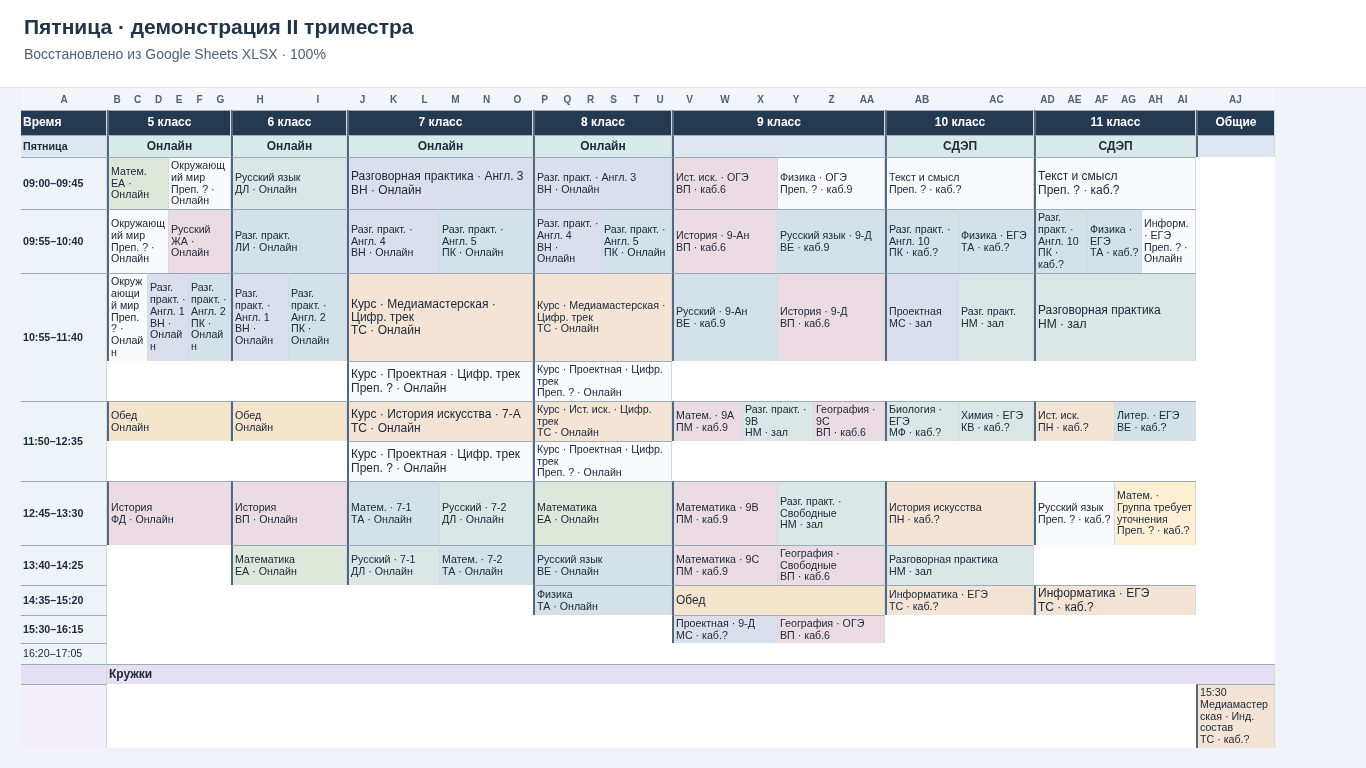 Пятница · демонстрация II триместра
Восстановлено из Google Sheets XLSX · 100%
A B C D E F G H I J K L M N O P Q R S T U V W X Y Z AA AB AC AD AE AF AG AH AI AJ
Время 5 класс 6 класс 7 класс 8 класс 9 класс 10 класс 11 класс Общие
Пятница Онлайн Онлайн Онлайн Онлайн СДЭП СДЭП
09:00–09:45
Матем.
ЕА ·
Онлайн
Окружающ
ий мир
Преп. ? ·
Онлайн
Русский язык
ДЛ · Онлайн
Разговорная практика · Англ. 3
ВН · Онлайн
Разг. практ. · Англ. 3
ВН · Онлайн
Ист. иск. · ОГЭ
ВП · каб.6
Физика · ОГЭ
Преп. ? · каб.9
Текст и смысл
Преп. ? · каб.?
Текст и смысл
Преп. ? · каб.?
09:55–10:40
Окружающ
ий мир
Преп. ? ·
Онлайн
Русский
ЖА ·
Онлайн
Разг. практ.
ЛИ · Онлайн
Разг. практ. ·
Англ. 4
ВН · Онлайн
Разг. практ. ·
Англ. 5
ПК · Онлайн
Разг. практ. ·
Англ. 4
ВН ·
Онлайн
Разг. практ. ·
Англ. 5
ПК · Онлайн
История · 9-Ан
ВП · каб.6
Русский язык · 9-Д
ВЕ · каб.9
Разг. практ. ·
Англ. 10
ПК · каб.?
Физика · ЕГЭ
ТА · каб.?
Разг.
практ. ·
Англ. 10
ПК ·
каб.?
Физика ·
ЕГЭ
ТА · каб.?
Информ.
· ЕГЭ
Преп. ? ·
Онлайн
10:55–11:40
Окруж
ающи
й мир
Преп.
? ·
Онлай
н
Разг.
практ. ·
Англ. 1
ВН ·
Онлай
н
Разг.
практ. ·
Англ. 2
ПК ·
Онлай
н
Разг.
практ. ·
Англ. 1
ВН ·
Онлайн
Разг.
практ. ·
Англ. 2
ПК ·
Онлайн
Курс · Медиамастерская ·
Цифр. трек
ТС · Онлайн
Курс · Медиамастерская ·
Цифр. трек
ТС · Онлайн
Русский · 9-Ан
ВЕ · каб.9
История · 9-Д
ВП · каб.6
Проектная
МС · зал
Разг. практ.
НМ · зал
Разговорная практика
НМ · зал
Курс · Проектная · Цифр. трек
Преп. ? · Онлайн
Курс · Проектная · Цифр.
трек
Преп. ? · Онлайн
11:50–12:35
Обед
Онлайн
Обед
Онлайн
Курс · История искусства · 7-А
ТС · Онлайн
Курс · Ист. иск. · Цифр.
трек
ТС · Онлайн
Матем. · 9А
ПМ · каб.9
Разг. практ. ·
9В
НМ · зал
География ·
9С
ВП · каб.6
Биология ·
ЕГЭ
МФ · каб.?
Химия · ЕГЭ
КВ · каб.?
Ист. иск.
ПН · каб.?
Литер. · ЕГЭ
ВЕ · каб.?
Курс · Проектная · Цифр. трек
Преп. ? · Онлайн
Курс · Проектная · Цифр.
трек
Преп. ? · Онлайн
12:45–13:30
История
ФД · Онлайн
История
ВП · Онлайн
Матем. · 7-1
ТА · Онлайн
Русский · 7-2
ДЛ · Онлайн
Математика
ЕА · Онлайн
Математика · 9В
ПМ · каб.9
Разг. практ. ·
Свободные
НМ · зал
История искусства
ПН · каб.?
Русский язык
Преп. ? · каб.?
Матем. ·
Группа требует
уточнения
Преп. ? · каб.?
13:40–14:25
Математика
ЕА · Онлайн
Русский · 7-1
ДЛ · Онлайн
Матем. · 7-2
ТА · Онлайн
Русский язык
ВЕ · Онлайн
Математика · 9С
ПМ · каб.9
География ·
Свободные
ВП · каб.6
Разговорная практика
НМ · зал
14:35–15:20
Физика
ТА · Онлайн
Обед
Информатика · ЕГЭ
ТС · каб.?
Информатика · ЕГЭ
ТС · каб.?
15:30–16:15
Проектная · 9-Д
МС · каб.?
География · ОГЭ
ВП · каб.6
16:20–17:05
Кружки
15:30
Медиамастер
ская · Инд.
состав
ТС · каб.?